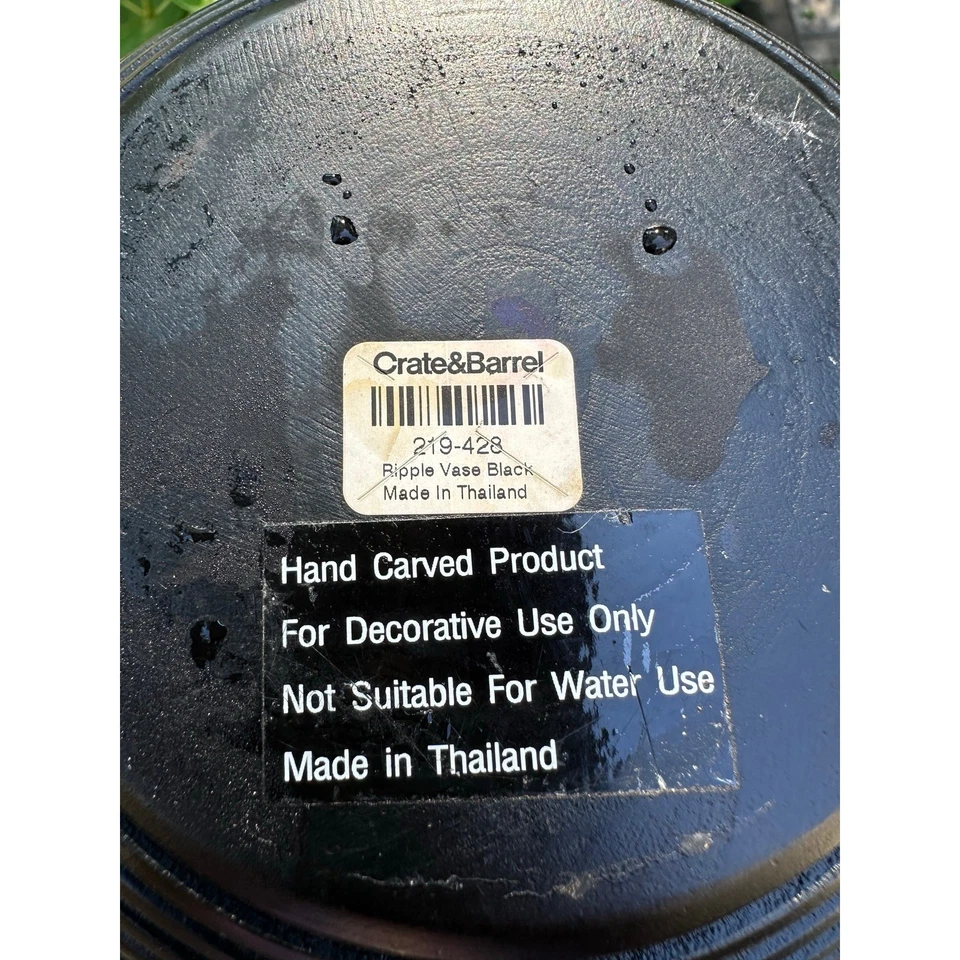 Crate&Barrel
219-428
Ripple Vase Black
Made In Thailand
Hand Carved Product
For Decorative Use Only
Not Suitable For Water Use
Made in Thailand